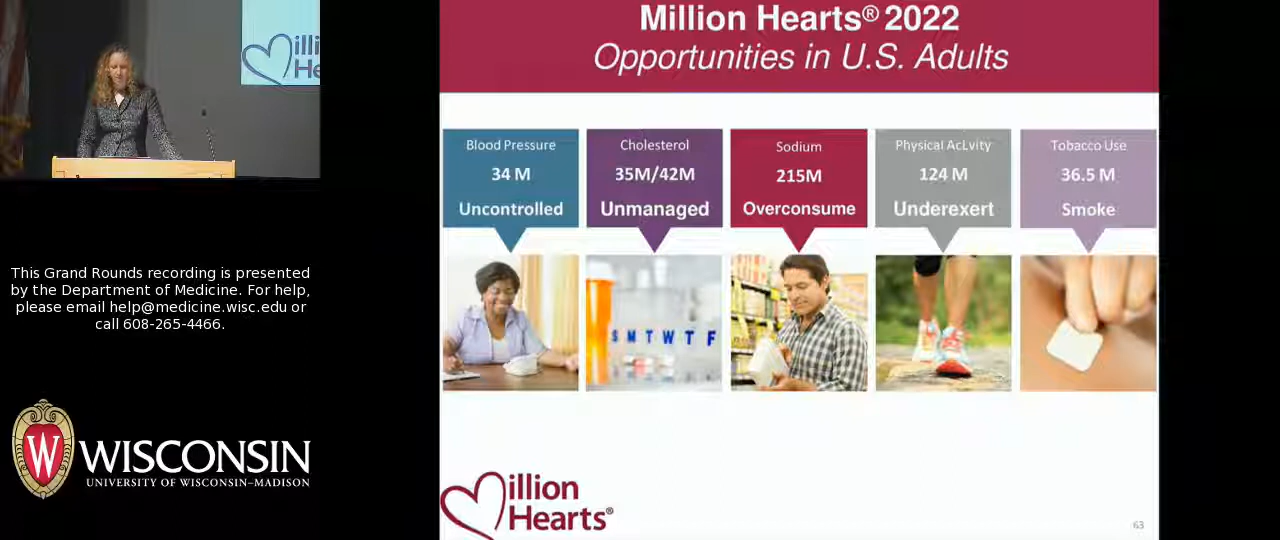 illi
He
This Grand Rounds recording is presented
by the Department of Medicine. For help,
please email help@medicine.wisc.edu or
call 608-265-4466.
W WISCONSIN
UNIVERSITY OF WISCONSIN–MADISON
Million Hearts® 2022
Opportunities in U.S. Adults
Blood Pressure
34 M
Uncontrolled
Cholesterol
35M/42M
Unmanaged
Sodium
215M
Overconsume
Physical AcLvity
124 M
Underexert
Tobacco Use
36.5 M
Smoke
S M T W T F
illion
Hearts®
63